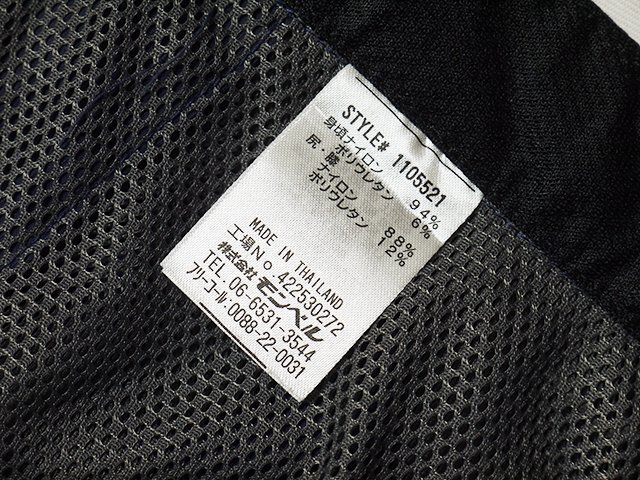 STYLE# 1105521
身頃ナイロン 94%
ポリウレタン 6%
尻・膝
ナイロン 88%
ポリウレタン 12%
MADE IN THAILAND
工場No 422530272
株式会社モンベル
TEL 06-6531-3544
フリーコール:0088-22-0031